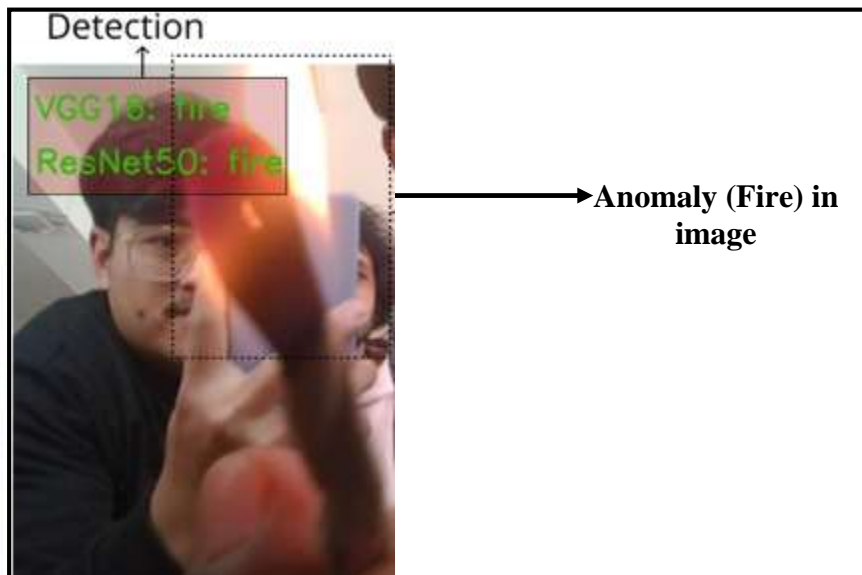 Detection
VGG16: fire
ResNet50: fire
Anomaly (Fire) in
image